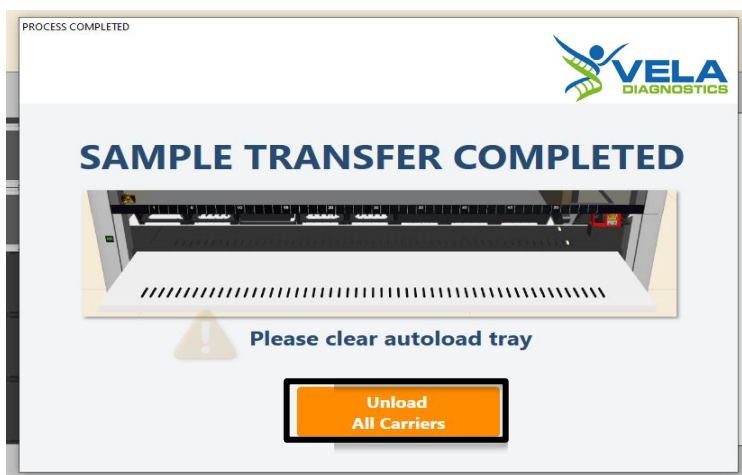 PROCESS COMPLETED
VELA
DIAGNOSTICS
SAMPLE TRANSFER COMPLETED
Please clear autoload tray
Unload
All Carriers